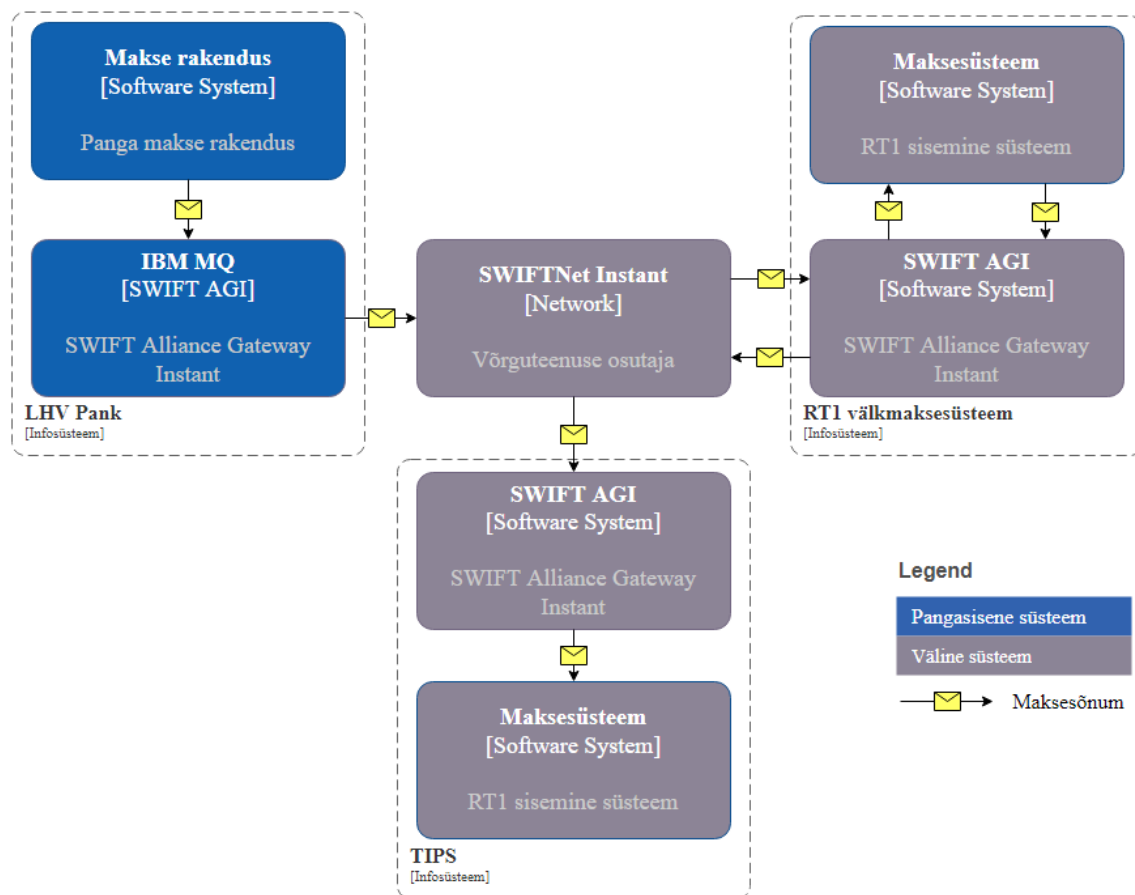 Makse rakendus
[Software System]
Panga makse rakendus
IBM MQ
[SWIFT AGI]
SWIFT Alliance Gateway
Instant
LHV Pank
[Infosüsteem]
SWIFTNet Instant
[Network]
Võrguteenuse osutaja
Maksesüsteem
[Software System]
RT1 sisemine süsteem
SWIFT AGI
[Software System]
SWIFT Alliance Gateway
Instant
RT1 välkmaksesüsteem
[Infosüsteem]
SWIFT AGI
[Software System]
SWIFT Alliance Gateway
Instant
Maksesüsteem
[Software System]
RT1 sisemine süsteem
TIPS
[Infosüsteem]
Legend
Pangasisene süsteem
Väline süsteem
Maksesõnum